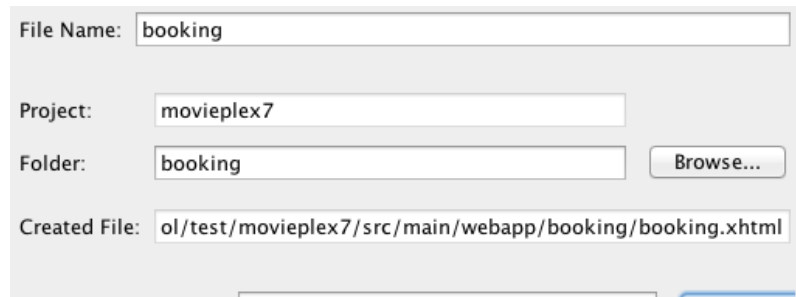 File Name: booking
Project: movieplex7
Folder: booking Browse...
Created File: ol/test/movieplex7/src/main/webapp/booking/booking.xhtml